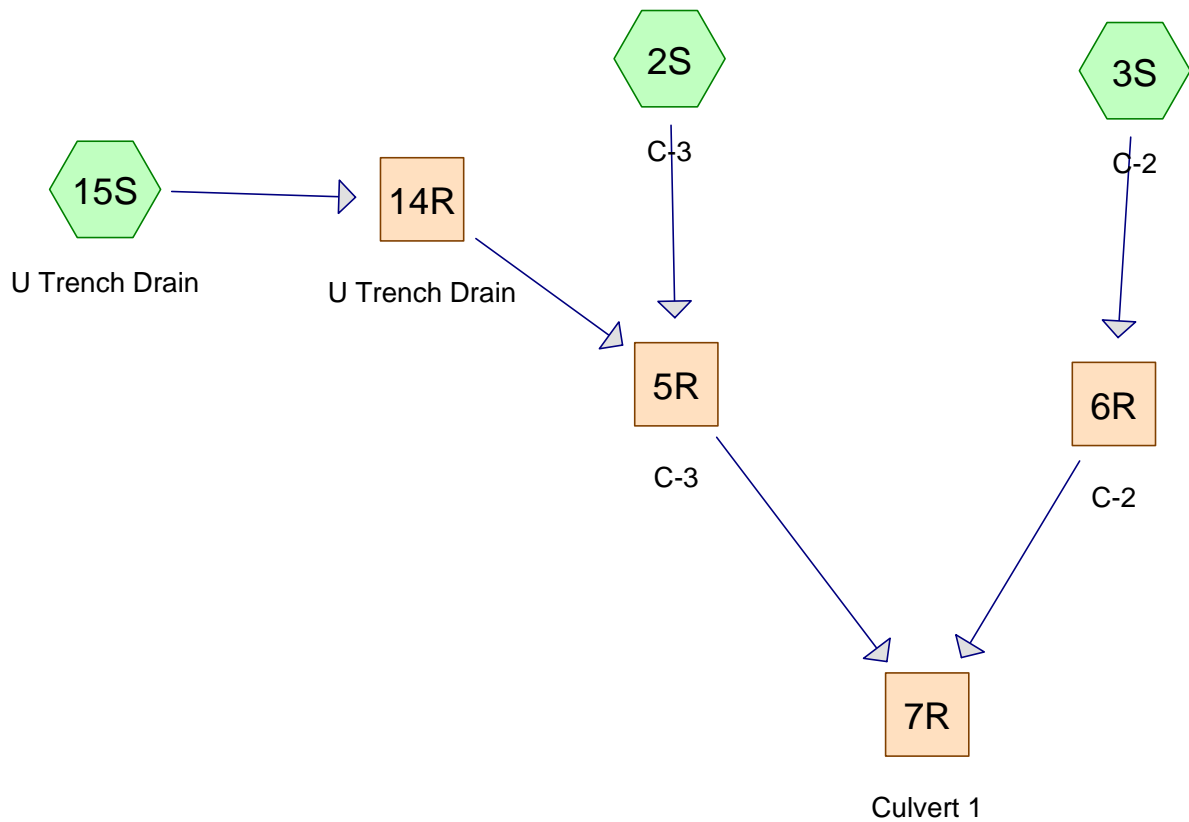 2S
3S
C-3
C-2
15S
14R
U Trench Drain
U Trench Drain
5R
6R
C-3
C-2
7R
Culvert 1